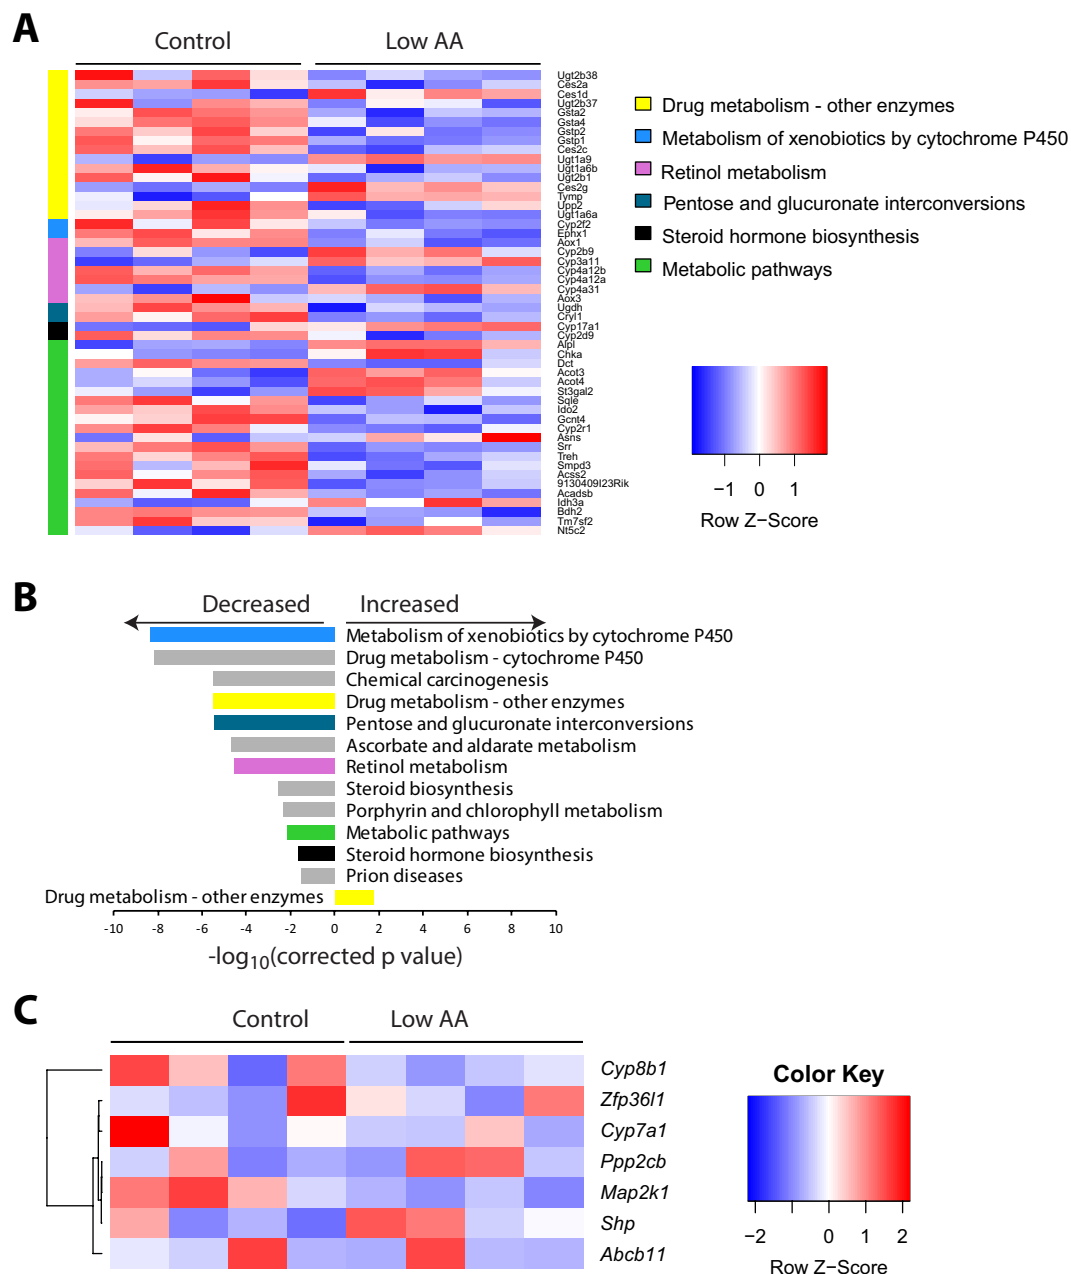 A
Control
Low AA
Ugt2b38
Ces2a
Ces1d
Ugt2b37
Gsta2
Gsta4
Gstp2
Gstp1
Ces2c
Ugt1a9
Ugt1a6b
Ugt2b1
Ces2g
Tymp
Upp2
Ugt1a6a
Cyp2f2
Ephx1
Aox1
Cyp2b9
Cyp3a11
Cyp4a12b
Cyp4a12a
Cyp4a31
Aox3
Ugdh
Cryl1
Cyp17a1
Cyp2d9
Alpl
Chka
Dct
Acot3
Acot4
St3gal2
Sqle
Ido2
Gcnt4
Cyp2r1
Asns
Srr
Treh
Smpd3
Acss2
9130409I23Rik
Acadsb
Idh3a
Bdh2
Tm7sf2
Nt5c2
Drug metabolism - other enzymes
Metabolism of xenobiotics by cytochrome P450
Retinol metabolism
Pentose and glucuronate interconversions
Steroid hormone biosynthesis
Metabolic pathways
−1 0 1
Row Z−Score
B
Decreased Increased
Metabolism of xenobiotics by cytochrome P450
Drug metabolism - cytochrome P450
Chemical carcinogenesis
Drug metabolism - other enzymes
Pentose and glucuronate interconversions
Ascorbate and aldarate metabolism
Retinol metabolism
Steroid biosynthesis
Porphyrin and chlorophyll metabolism
Metabolic pathways
Steroid hormone biosynthesis
Prion diseases
Drug metabolism - other enzymes
-10 -8 -6 -4 -2 0 2 4 6 8 10
-log10(corrected p value)
C
Control
Low AA
Cyp8b1
Zfp36l1
Cyp7a1
Ppp2cb
Map2k1
Shp
Abcb11
Color Key
−2 0 1 2
Row Z−Score